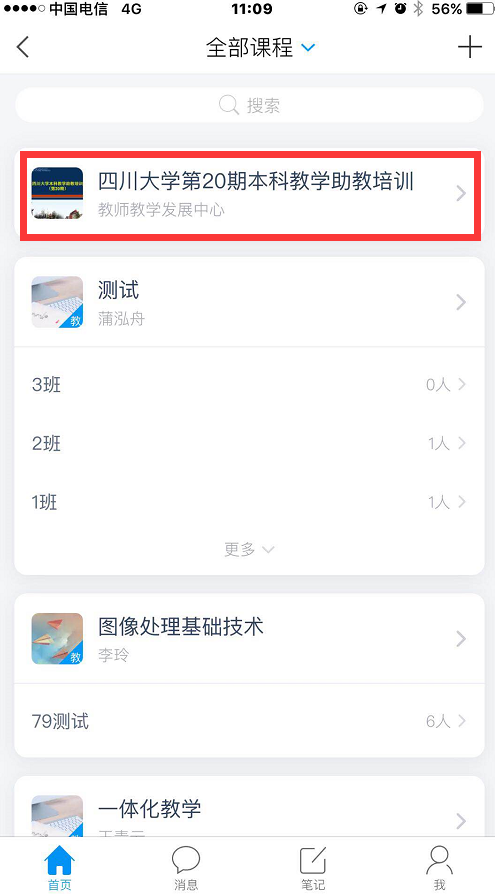 中国电信 4G 11:09 56%
全部课程
搜索
四川大学第20期本科教学助教培训
教师教学发展中心
测试
蒲泓舟
教
3班 0人
2班 1人
1班 1人
更多
图像处理基础技术
李玲
教
79测试 6人
一体化教学
首页 消息 笔记 我